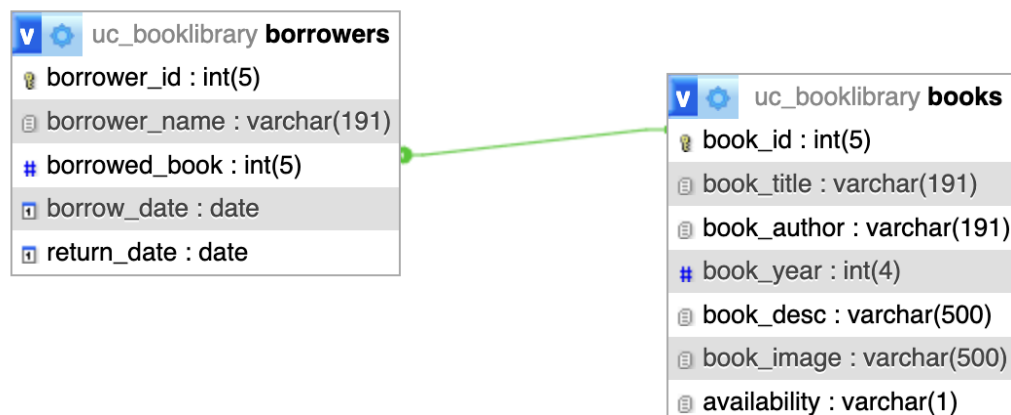 v uc_booklibrary borrowers
borrower_id : int(5)
borrower_name : varchar(191)
# borrowed_book : int(5)
1 borrow_date : date
1 return_date : date
v uc_booklibrary books
book_id : int(5)
book_title : varchar(191)
book_author : varchar(191)
# book_year : int(4)
book_desc : varchar(500)
book_image : varchar(500)
availability : varchar(1)